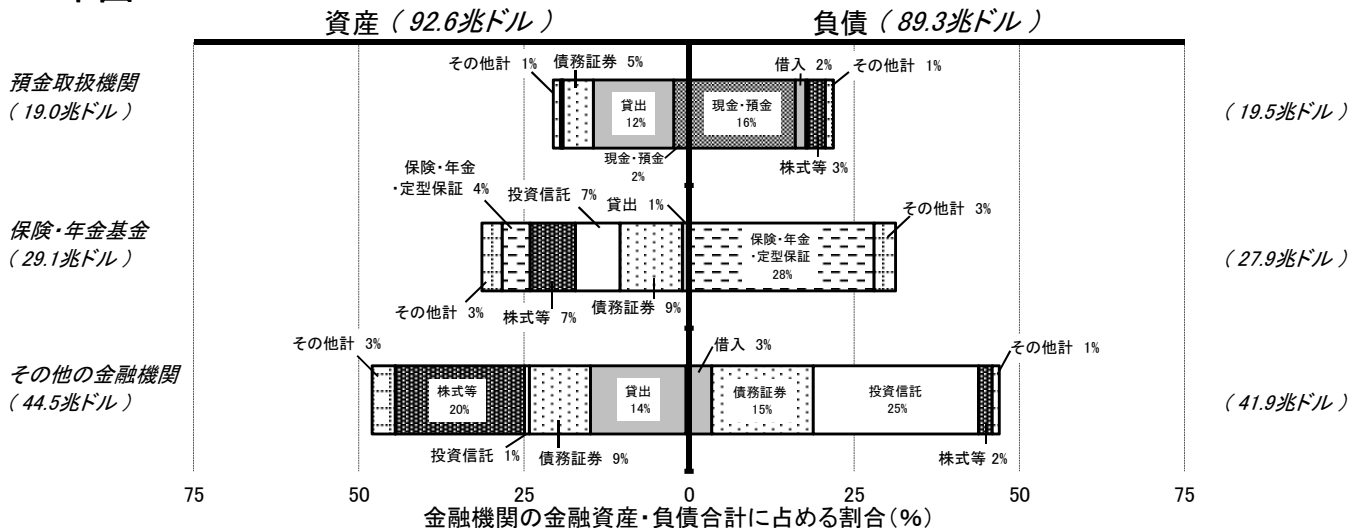 資産（92.6兆ドル）
負債（89.3兆ドル）
預金取扱機関
（19.0兆ドル）
その他計 1%
債務証券 5%
貸出
12%
現金・預金
2%
現金・預金
16%
借入 2%
その他計 1%
株式等 3%
（19.5兆ドル）
保険・年金基金
（29.1兆ドル）
保険・年金
・定型保証 4%
投資信託 7%
貸出 1%
その他計 3%
株式等 7%
債務証券 9%
保険・年金
・定型保証
28%
その他計 3%
（27.9兆ドル）
その他の金融機関
（44.5兆ドル）
その他計 3%
株式等
20%
投資信託 1%
債務証券 9%
貸出
14%
借入 3%
債務証券
15%
投資信託
25%
その他計 1%
株式等 2%
（41.9兆ドル）
75 50 25 0 25 50 75
金融機関の金融資産・負債合計に占める割合（%）